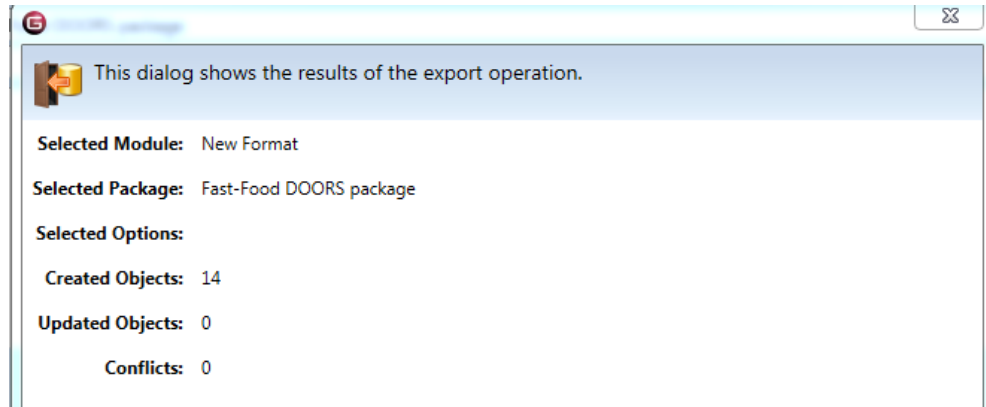 This dialog shows the results of the export operation.
Selected Module: New Format
Selected Package: Fast-Food DOORS package
Selected Options:
Created Objects: 14
Updated Objects: 0
Conflicts: 0